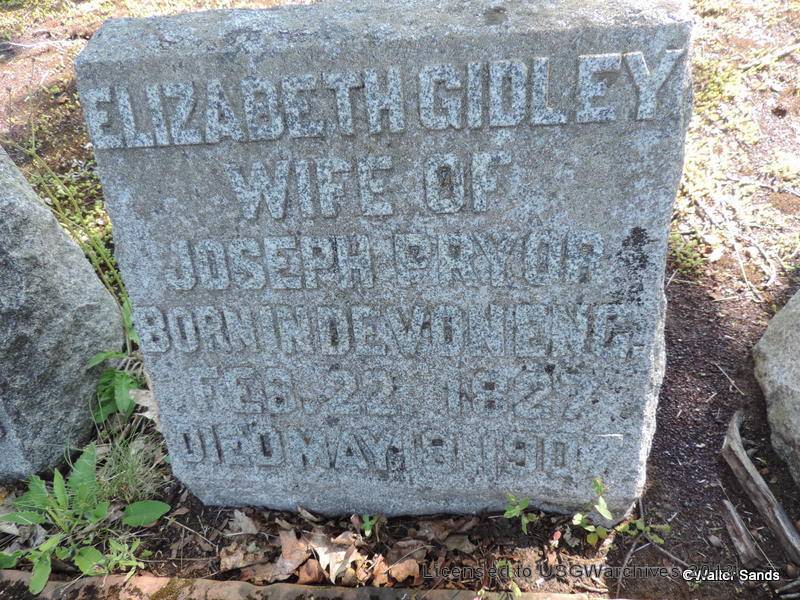 ELIZABETH GIDLEY
WIFE OF
JOSEPH PRYOR
BORN IN DEVON ENG.
FEB. 22 1827
DIED MAY
Licensed to USGWarchives 2013
©Walter Sands